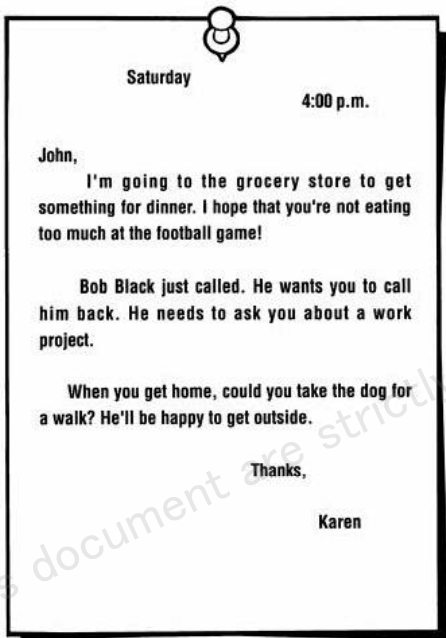 Saturday
4:00 p.m.
John,
I'm going to the grocery store to get
something for dinner. I hope that you're not eating
too much at the football game!
Bob Black just called. He wants you to call
him back. He needs to ask you about a work
project.
When you get home, could you take the dog for
a walk? He'll be happy to get outside.
Thanks,
Karen
document are strictly